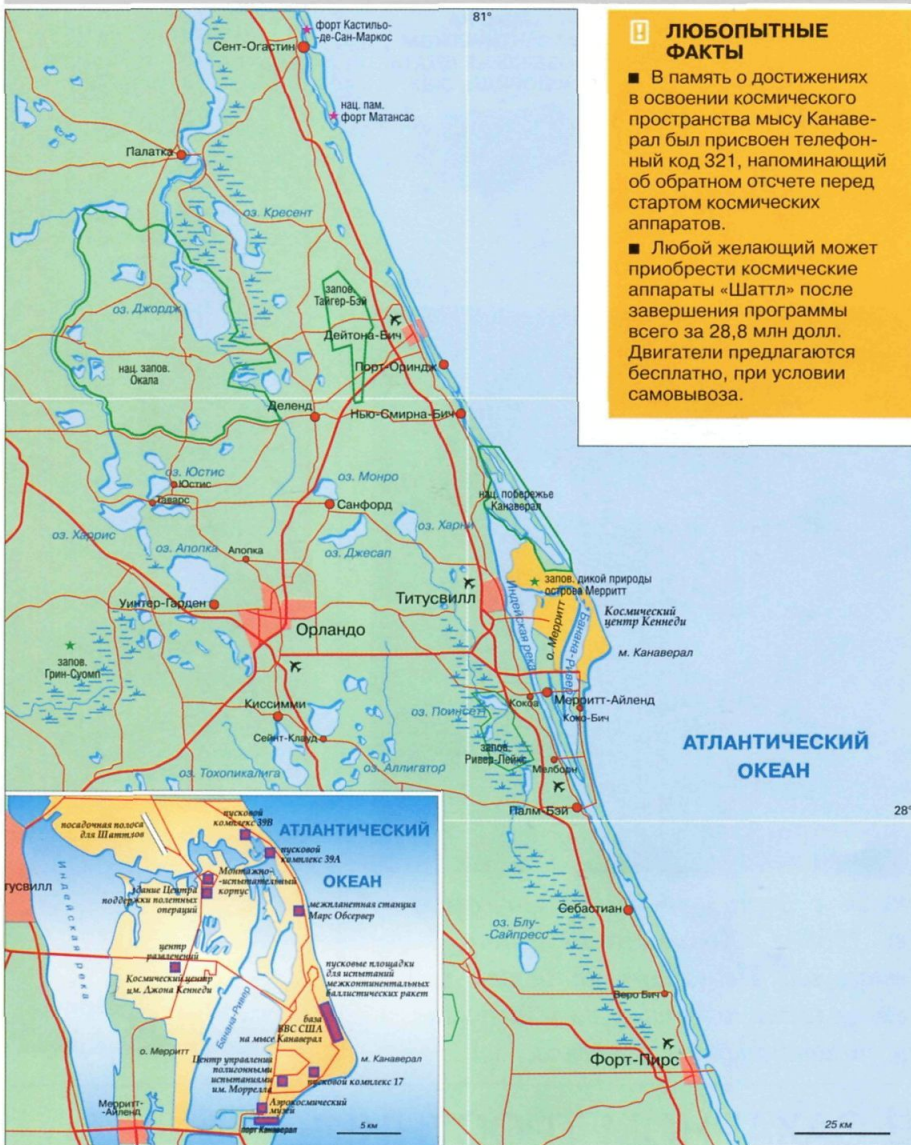 81°
форт Кастильо-
-де-Сан-Маркос
Сент-Огастин
нац. пам.
форт Матансас
Палатка
оз. Кресент
оз. Джордж
запов.
Тайгер-Бэй
Дейтона-Бич
нац. запов.
Окала
Порт-Ориндж
Деленд
Нью-Смирна-Бич
оз. Юстис
Юстис
оз. Монро
нац. побережье
Канаверал
Таварс
Санфорд
оз. Харрис
оз. Харни
оз. Апопка
Апопка
оз. Джесап
Титусвилл
запов. дикой природы
острова Мерритт
Уинтер-Гарден
Орландо
Индейская река
о. Мерритт
Банана-Ривер
Космический
центр Кеннеди
м. Канаверал
запов.
Грин-Суомп
Киссимми
оз. Поинсетт
Кокоа
Мерритт-Айленд
Коко-Бич
Сейнт-Клауд
запов.
Ривер-Лейкс
Мелборн
АТЛАНТИЧЕСКИЙ
ОКЕАН
оз. Тохопикалига
оз. Аллигатор
Палм-Бэй
28°
Себастиан
оз. Блу-
-Сайпресс
Веро Бич
Форт-Пирс
25 км
ЛЮБОПЫТНЫЕ
ФАКТЫ
■ В память о достижениях
в освоении космического
пространства мысу Канаве-
рал был присвоен телефон-
ный код 321, напоминающий
об обратном отсчете перед
стартом космических
аппаратов.
■ Любой желающий может
приобрести космические
аппараты «Шаттл» после
завершения программы
всего за 28,8 млн долл.
Двигатели предлагаются
бесплатно, при условии
самовывоза.
посадочная полоса
для Шаттлов
пусковой
комплекс 39В
АТЛАНТИЧЕСКИЙ
ОКЕАН
пусковой
комплекс 39А
Монтажно-
-испытательный
корпус
тусвилл
Индейская река
здание Центра
поддержки полетных
операций
межпланетная станция
Марс Обсервер
центр
развлечений
Космический центр
им. Джона Кеннеди
пусковые площадки
для испытаний
межконтинентальных
баллистических ракет
Банана-Ривер
база
ВВС США
на мысе Канаверал
о. Мерритт
м. Канаверал
Центр управления
полигонными
испытаниями
им. Моррелла
пусковой комплекс 17
Мерритт-
-Айленд
Аэрокосмический
музей
порт Канаверал
5 км